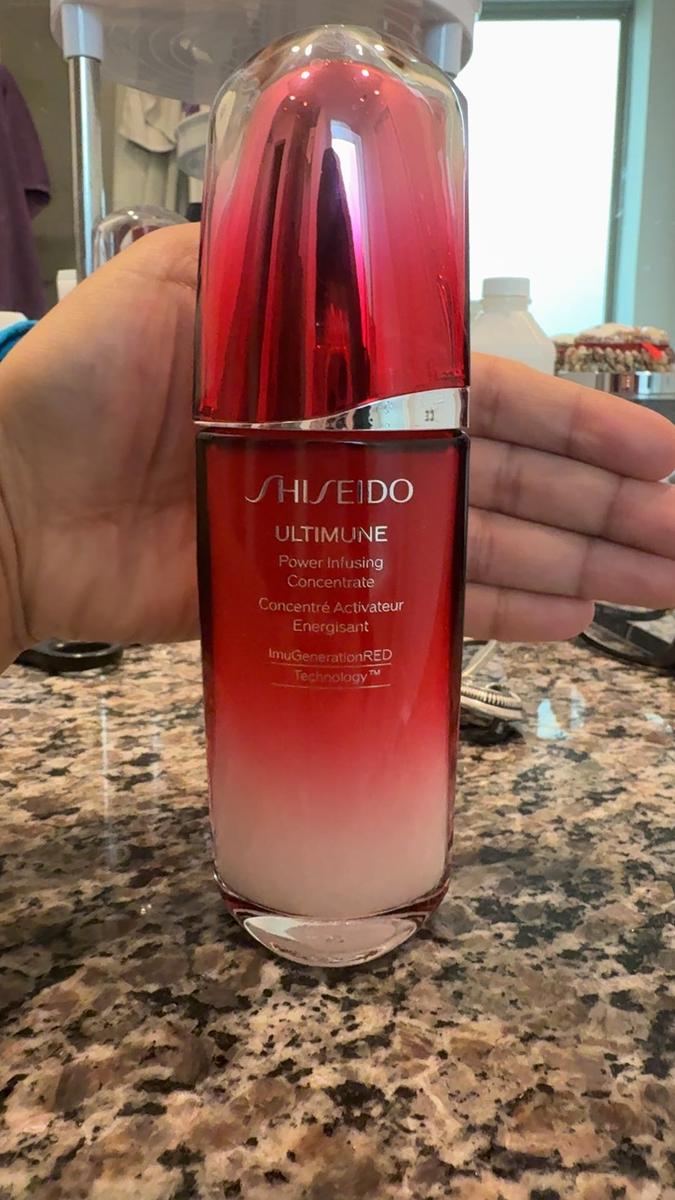 SHISEIDO
ULTIMUNE
Power Infusing
Concentrate
Concentré Activateur
Energisant
ImuGenerationRED
Technology™